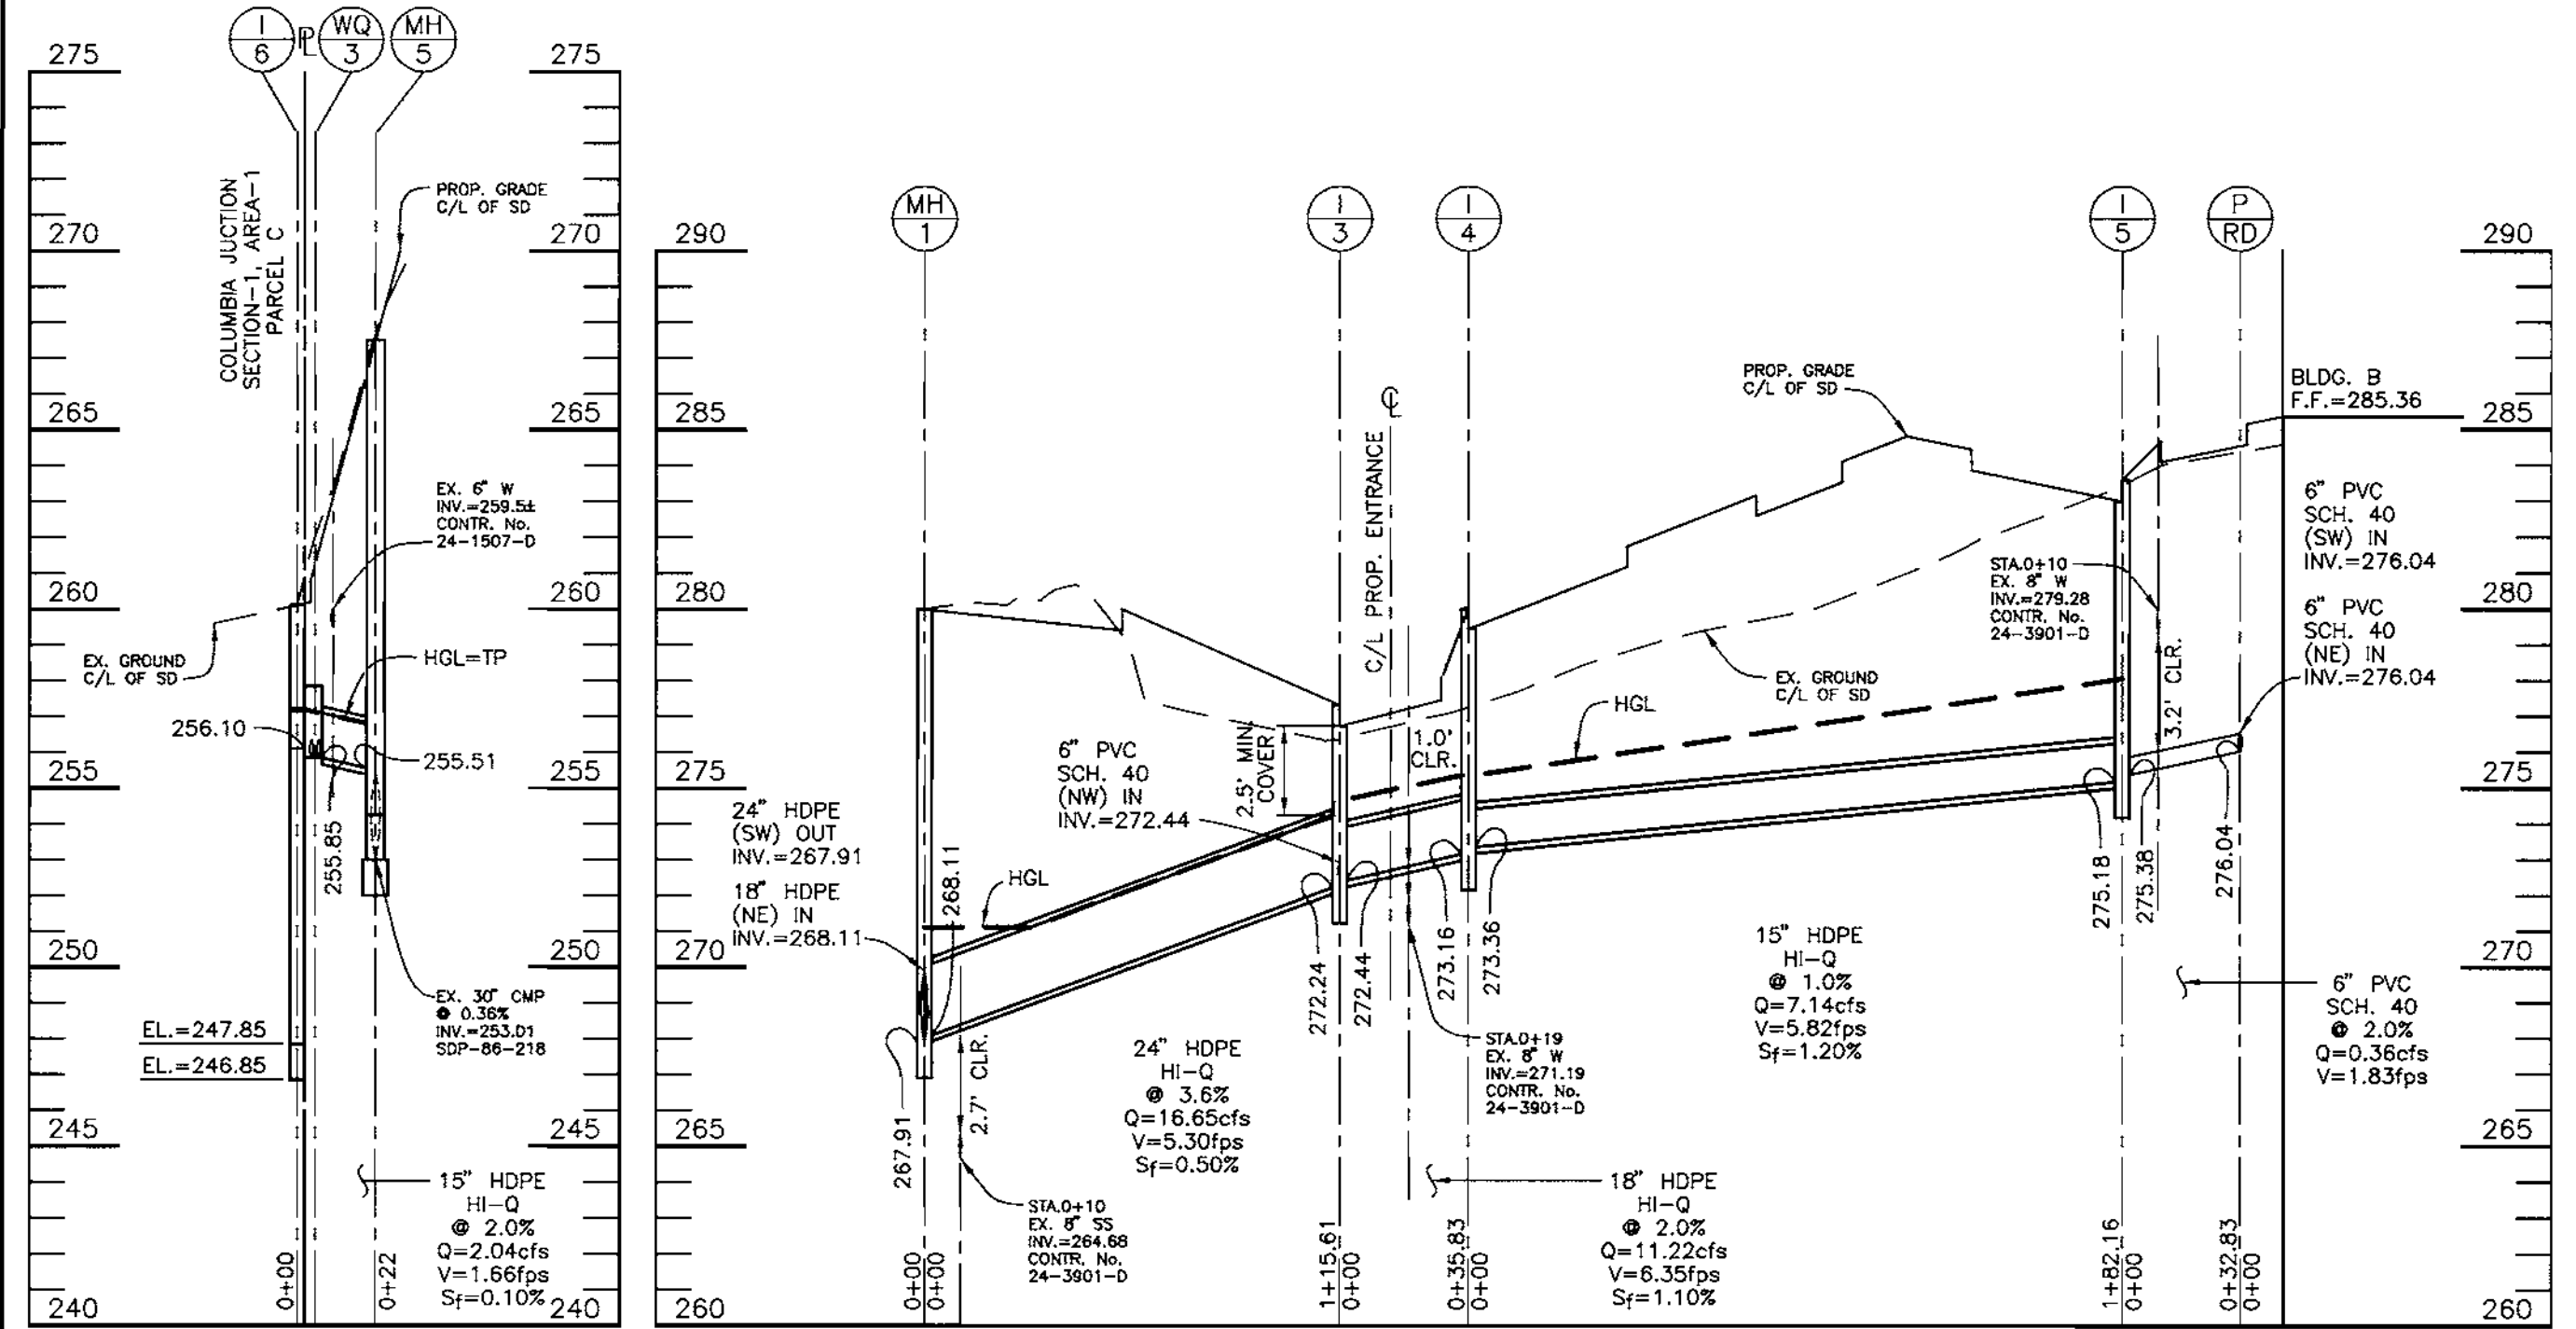 I
6
PL
WQ
3
MH
5
275
275
COLUMBIA JUCTION
SECTION-1, AREA-1
PARCEL C
PROP. GRADE
C/L OF SD
270
270
265
265
EX. 6" W
INV.=259.5±
CONTR. No.
24-1507-D
260
260
EX. GROUND
C/L OF SD
HGL=TP
256.10
255.51
255
255
255.85
250
250
EX. 30" CMP
@ 0.36%
INV.=253.01
SDP-86-218
EL.=247.85
EL.=246.85
245
245
15" HDPE
HI-Q
@ 2.0%
Q=2.04cfs
V=1.66fps
Sf=0.10%
0+00
0+22
240
240
MH
1
I
3
I
4
I
5
P
RD
290
290
PROP. GRADE
C/L OF SD
CL
C/L PROP. ENTRANCE
BLDG. B
F.F.=285.36
285
285
6" PVC
SCH. 40
(SW) IN
INV.=276.04
STA.0+10
EX. 8" W
INV.=279.28
CONTR. No.
24-3901-D
280
280
6" PVC
SCH. 40
(NE) IN
INV.=276.04
3.2' CLR.
EX. GROUND
C/L OF SD
HGL
1.0'
CLR.
2.5' MIN.
COVER
6" PVC
SCH. 40
(NW) IN
INV.=272.44
275
275
24" HDPE
(SW) OUT
INV.=267.91
18" HDPE
(NE) IN
INV.=268.11
268.11
HGL
272.24
272.44
273.16
273.36
275.18
275.38
276.04
270
270
15" HDPE
HI-Q
@ 1.0%
Q=7.14cfs
V=5.82fps
Sf=1.20%
6" PVC
SCH. 40
@ 2.0%
Q=0.36cfs
V=1.83fps
STA.0+19
EX. 8" W
INV.=271.19
CONTR. No.
24-3901-D
24" HDPE
HI-Q
@ 3.6%
Q=16.65cfs
V=5.30fps
Sf=0.50%
2.7' CLR.
267.91
265
265
STA.0+10
EX. 8" SS
INV.=264.68
CONTR. No.
24-3901-D
18" HDPE
HI-Q
@ 2.0%
Q=11.22cfs
V=6.35fps
Sf=1.10%
0+00
0+00
1+15.61
0+00
0+35.83
0+00
1+82.16
0+00
0+32.83
0+00
260
260